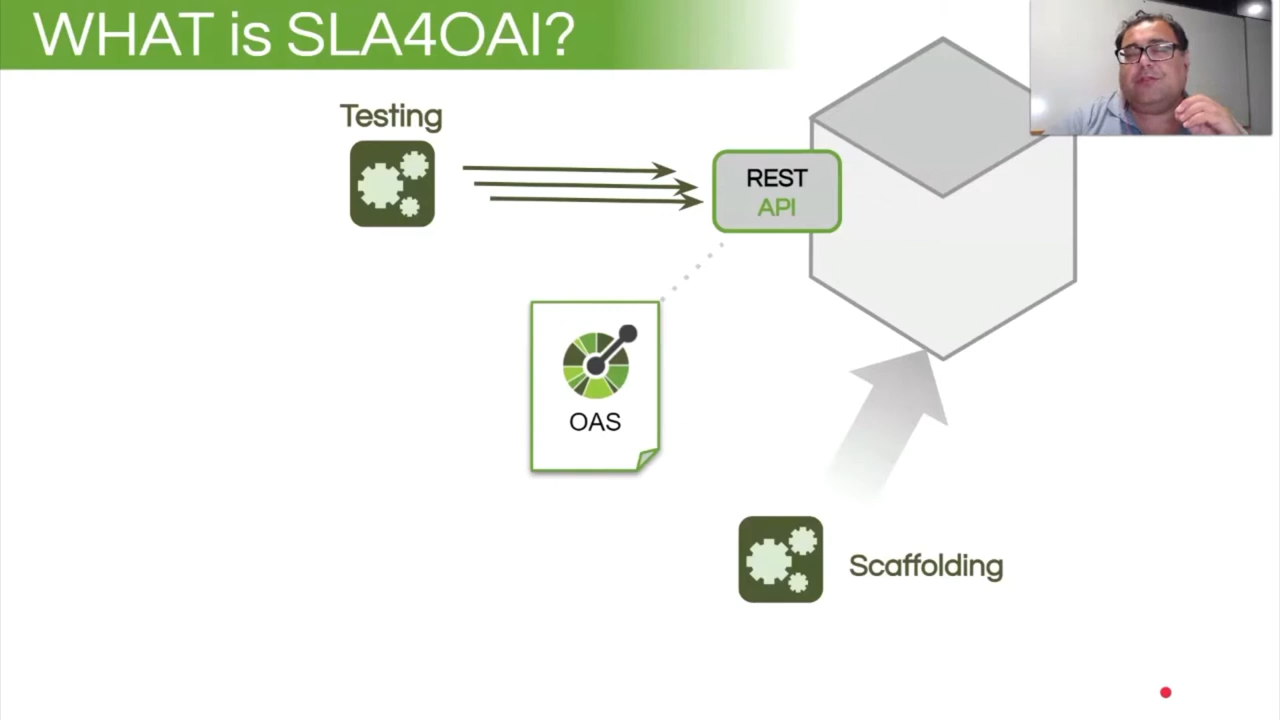 WHAT is SLA4OAI?
Testing
REST
API
OAS
Scaffolding